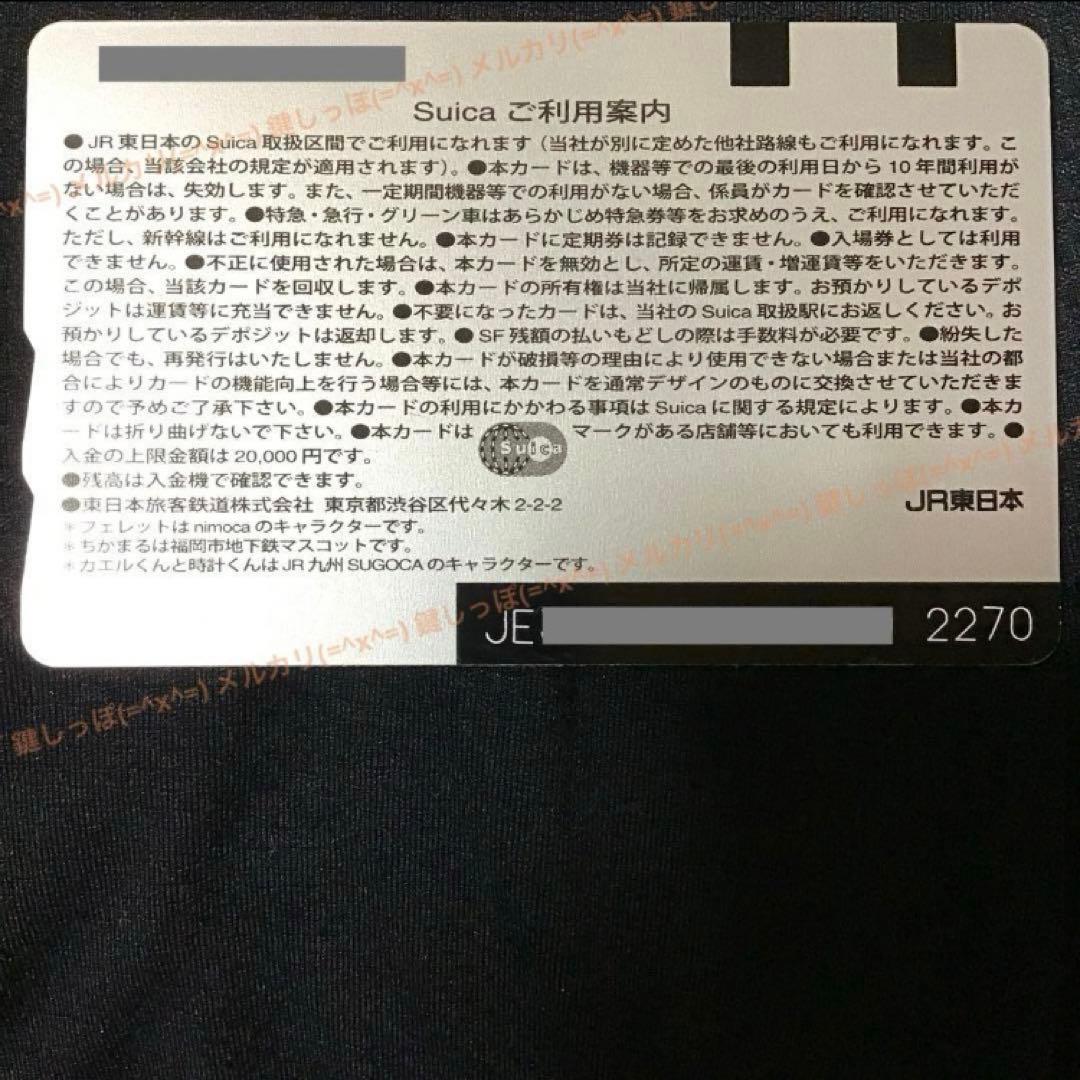 Suica ご利用案内
●JR東日本のSuica取扱区間でご利用になれます（当社が別に定めた他社路線もご利用になれます。こ
の場合、当該会社の規定が適用されます）。●本カードは、機器等での最後の利用日から10年間利用が
ない場合は、失効します。また、一定期間機器等での利用がない場合、係員がカードを確認させていただ
くことがあります。●特急・急行・グリーン車はあらかじめ特急券等をお求めのうえ、ご利用になれます。
ただし、新幹線はご利用になれません。●本カードに定期券は記録できません。●入場券としては利用
できません。●不正に使用された場合は、本カードを無効とし、所定の運賃・増運賃等をいただきます。
この場合、当該カードを回収します。●本カードの所有権は当社に帰属します。お預かりしているデポ
ジットは運賃等に充当できません。●不要になったカードは、当社のSuica取扱駅にお返しください。お
預かりしているデポジットは返却します。●SF残額の払いもどしの際は手数料が必要です。●紛失した
場合でも、再発行はいたしません。●本カードが破損等の理由により使用できない場合または当社の都
合によりカードの機能向上を行う場合等には、本カードを通常デザインのものに交換させていただきま
すので予めご了承下さい。●本カードの利用にかかわる事項はSuicaに関する規定によります。●本カ
ードは折り曲げないで下さい。●本カードは Suica マークがある店舗等においても利用できます。●
入金の上限金額は20,000円です。
●残高は入金機で確認できます。
●東日本旅客鉄道株式会社 東京都渋谷区代々木2-2-2
JR東日本
＊フェレットはnimocaのキャラクターです。
＊ちかまるは福岡市地下鉄マスコットです。
＊カエルくんと時計くんはJR九州SUGOCAのキャラクターです。
JE 2270
鍵しっぽ(=^x^=) メルカリ(=^x^=) 鍵しっぽ(=^x^=) メルカリ(=^x^=) 鍵し
鍵しっぽ(=^x^=) メルカリ(=^x^=) 鍵しっぽ(=^x^=) メルカリ(=^x^=) 鍵しっぽ(=^x^=) メルカ